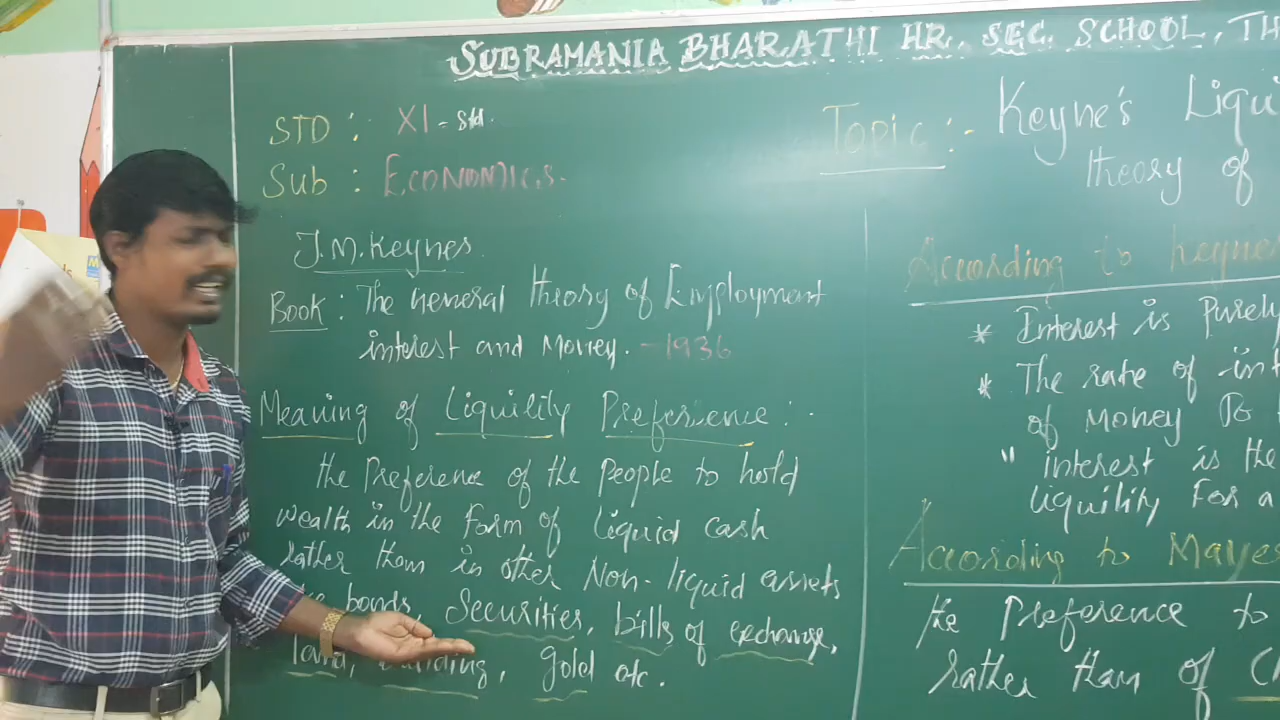 SUBRAMANIA BHARATHI HR. SEC. SCHOOL, TH
STD : XI - Std.
Sub : ECONOMICS.
J.M. Keynes.
Book : The General theory of Employment
interest and Money. - 1936
Meaning of Liquility Preference :-
the Preference of the People to hold
wealth in the form of liquid cash
rather than in other Non-liquid assets
bonds, Securities, bills of exchange,
land, building, gold etc.
Topic :- Keyne's Liqui
theory of
According to keynes
* Interest is Purely
* The rate of int
of Money
" interest is the
liquility For a
According to Mayes
the Preference to
rather than of C